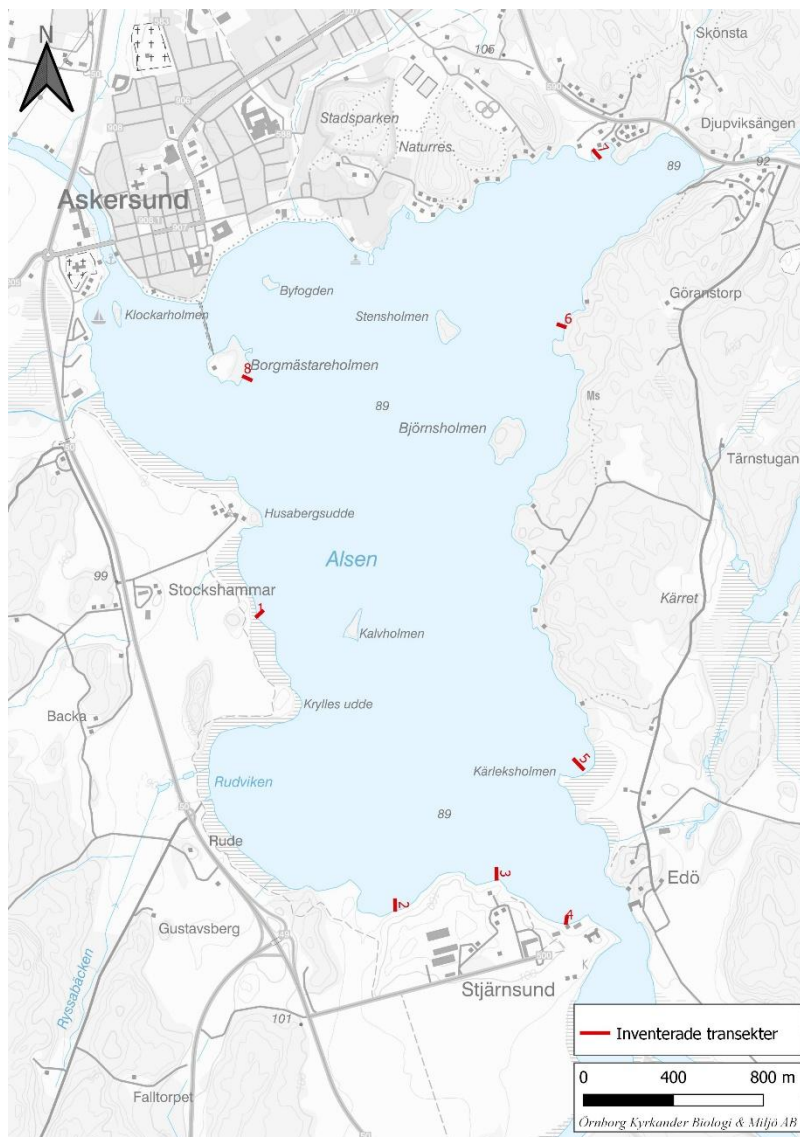 N
Skönsta
105
Stadsparken
Djupviksängen
Naturres.
7
89
92
Askersund
Göranstorp
Byfogden
Klockarholmen
Stensholmen
6
Borgmästareholmen
8
Ms
89
Björnsholmen
Tärnstugan
Husabergsudde
Alsen
99
Stockshammar
1
Kärret
Kalvholmen
Krylles udde
Backa
5
Kärleksholmen
Rudviken
89
Rude
3
Edö
2
4
Gustavsberg
Ryssabäcken
K
Stjärnsund
101
Inventerade transekter
Falltorpet
0 400 800 m
Örnborg Kyrkander Biologi & Miljö AB